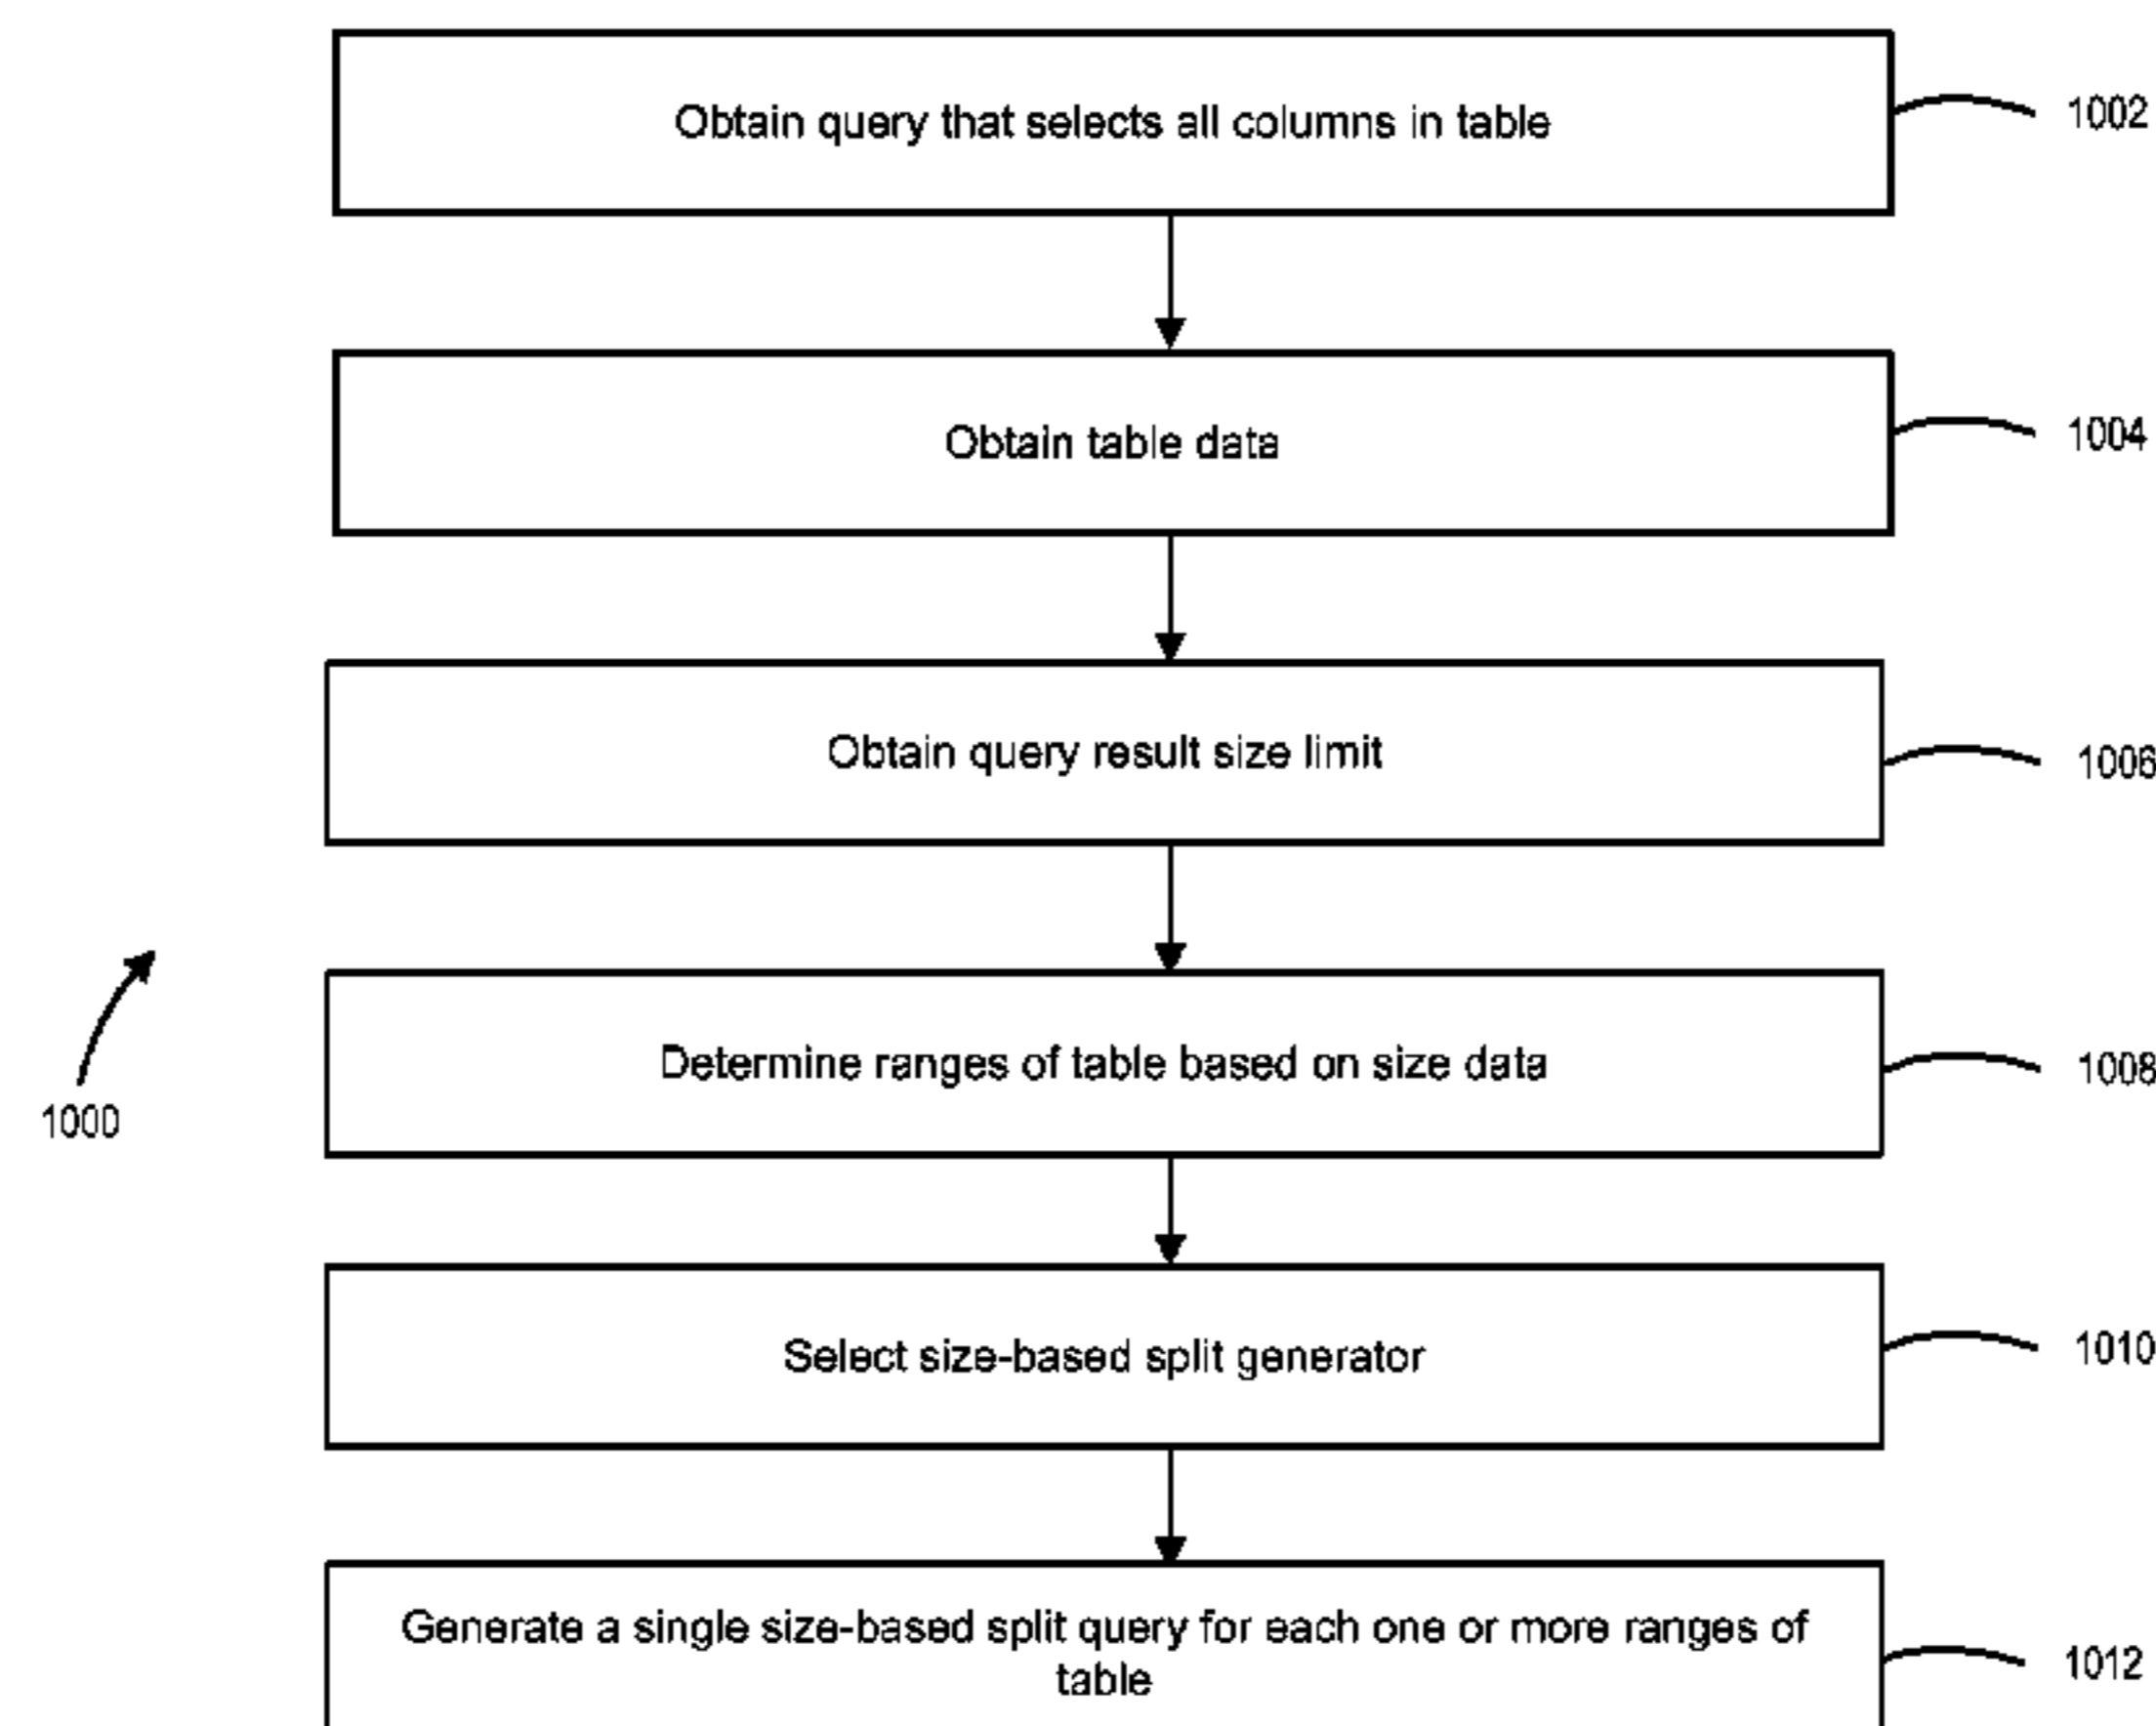 Obtain query that selects all columns in table
1002
Obtain table data
1004
Obtain query result size limit
1006
Determine ranges of table based on size data
1008
1000
Select size-based split generator
1010
Generate a single size-based split query for each one or more ranges of
table
1012